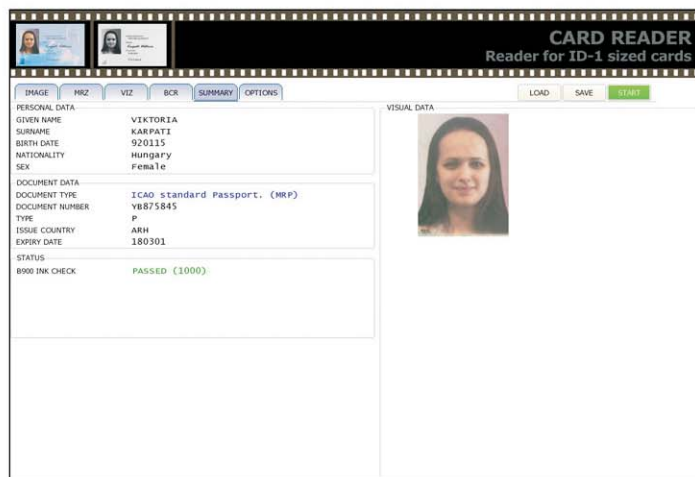 CARD READER
Reader for ID-1 sized cards
IMAGE MRZ VIZ BCR SUMMARY OPTIONS LOAD SAVE START
PERSONAL DATA
GIVEN NAME VIKTORIA
SURNAME KARPATI
BIRTH DATE 920115
NATIONALITY Hungary
SEX Female
DOCUMENT DATA
DOCUMENT TYPE ICAO standard Passport. (MRP)
DOCUMENT NUMBER YB875845
TYPE P
ISSUE COUNTRY ARH
EXPIRY DATE 180301
STATUS
B900 INK CHECK PASSED (1000)
VISUAL DATA